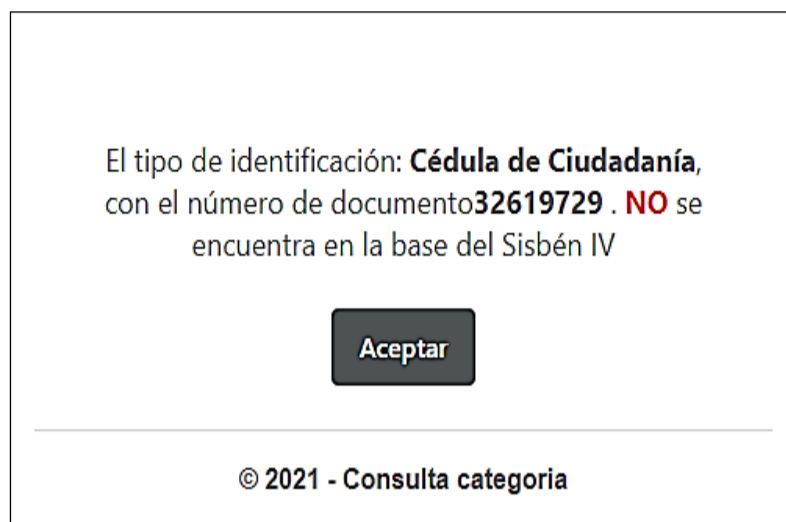 El tipo de identificación: Cédula de Ciudadanía,
con el número de documento32619729 . NO se
encuentra en la base del Sisbén IV
Aceptar
© 2021 - Consulta categoria